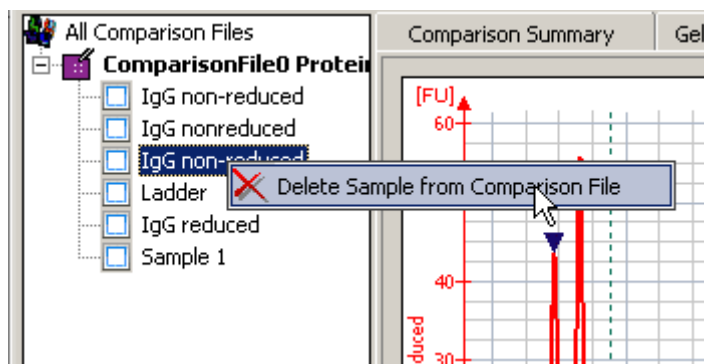 All Comparison Files
Comparison Summary
Gel
ComparisonFile0 Protein
IgG non-reduced
IgG nonreduced
IgG non-reduced
Ladder
Delete Sample from Comparison File
IgG reduced
Sample 1
[FU]
60
40
30